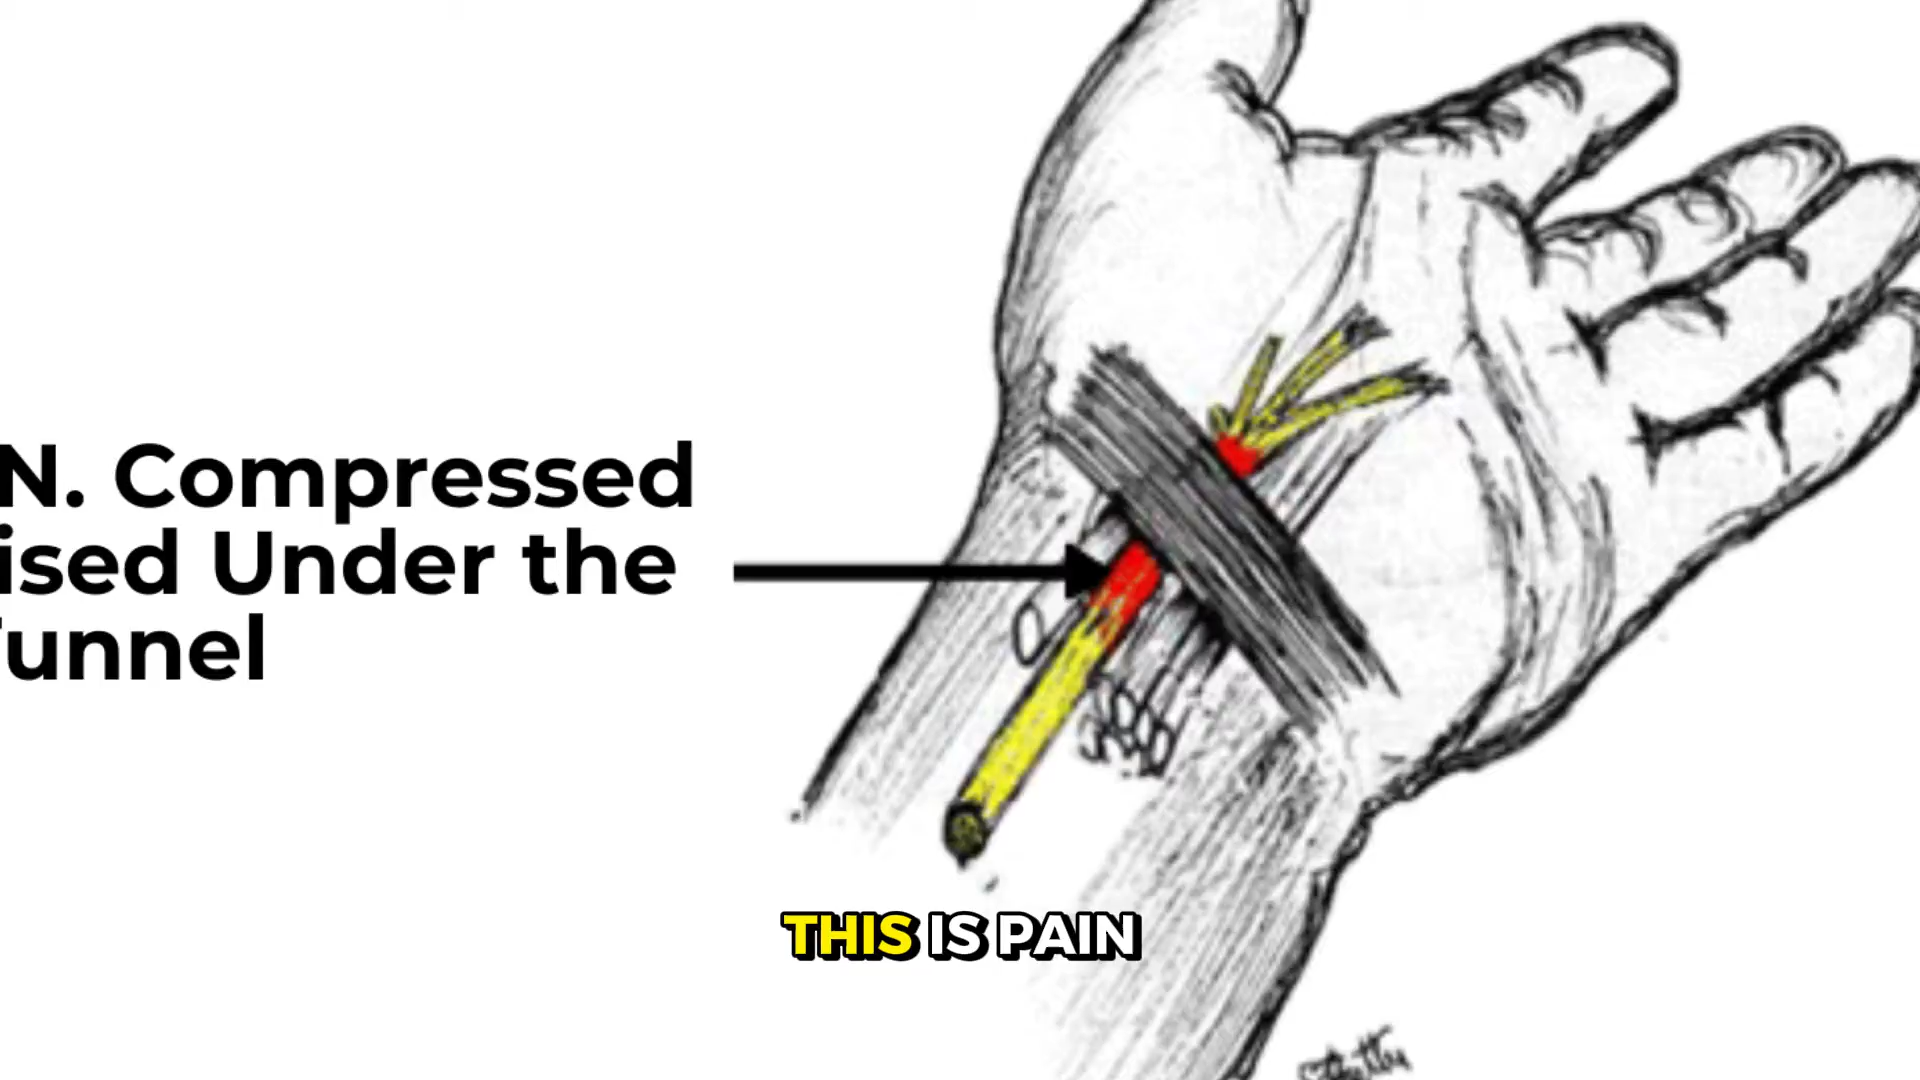 N. Compressed
ised Under the
unnel
THIS IS PAIN